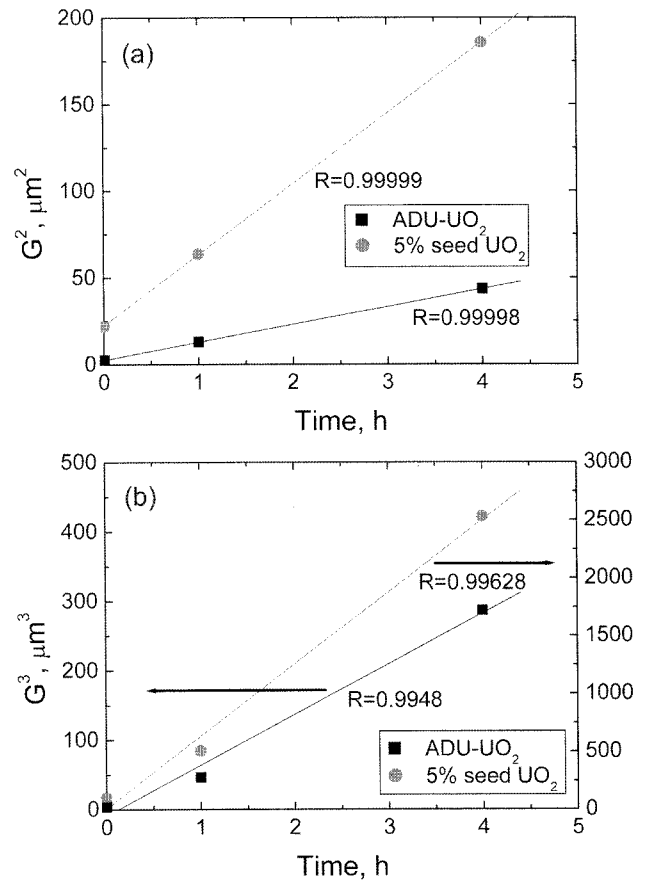 (a)
200
150
100
50
0
G², μm²
R=0.99999
ADU-UO₂
5% seed UO₂
R=0.99998
0 1 2 3 4 5
Time, h
(b)
500
400
300
200
100
0
G³, μm³
3000
2500
2000
1500
1000
500
0
R=0.99628
R=0.9948
ADU-UO₂
5% seed UO₂
0 1 2 3 4 5
Time, h